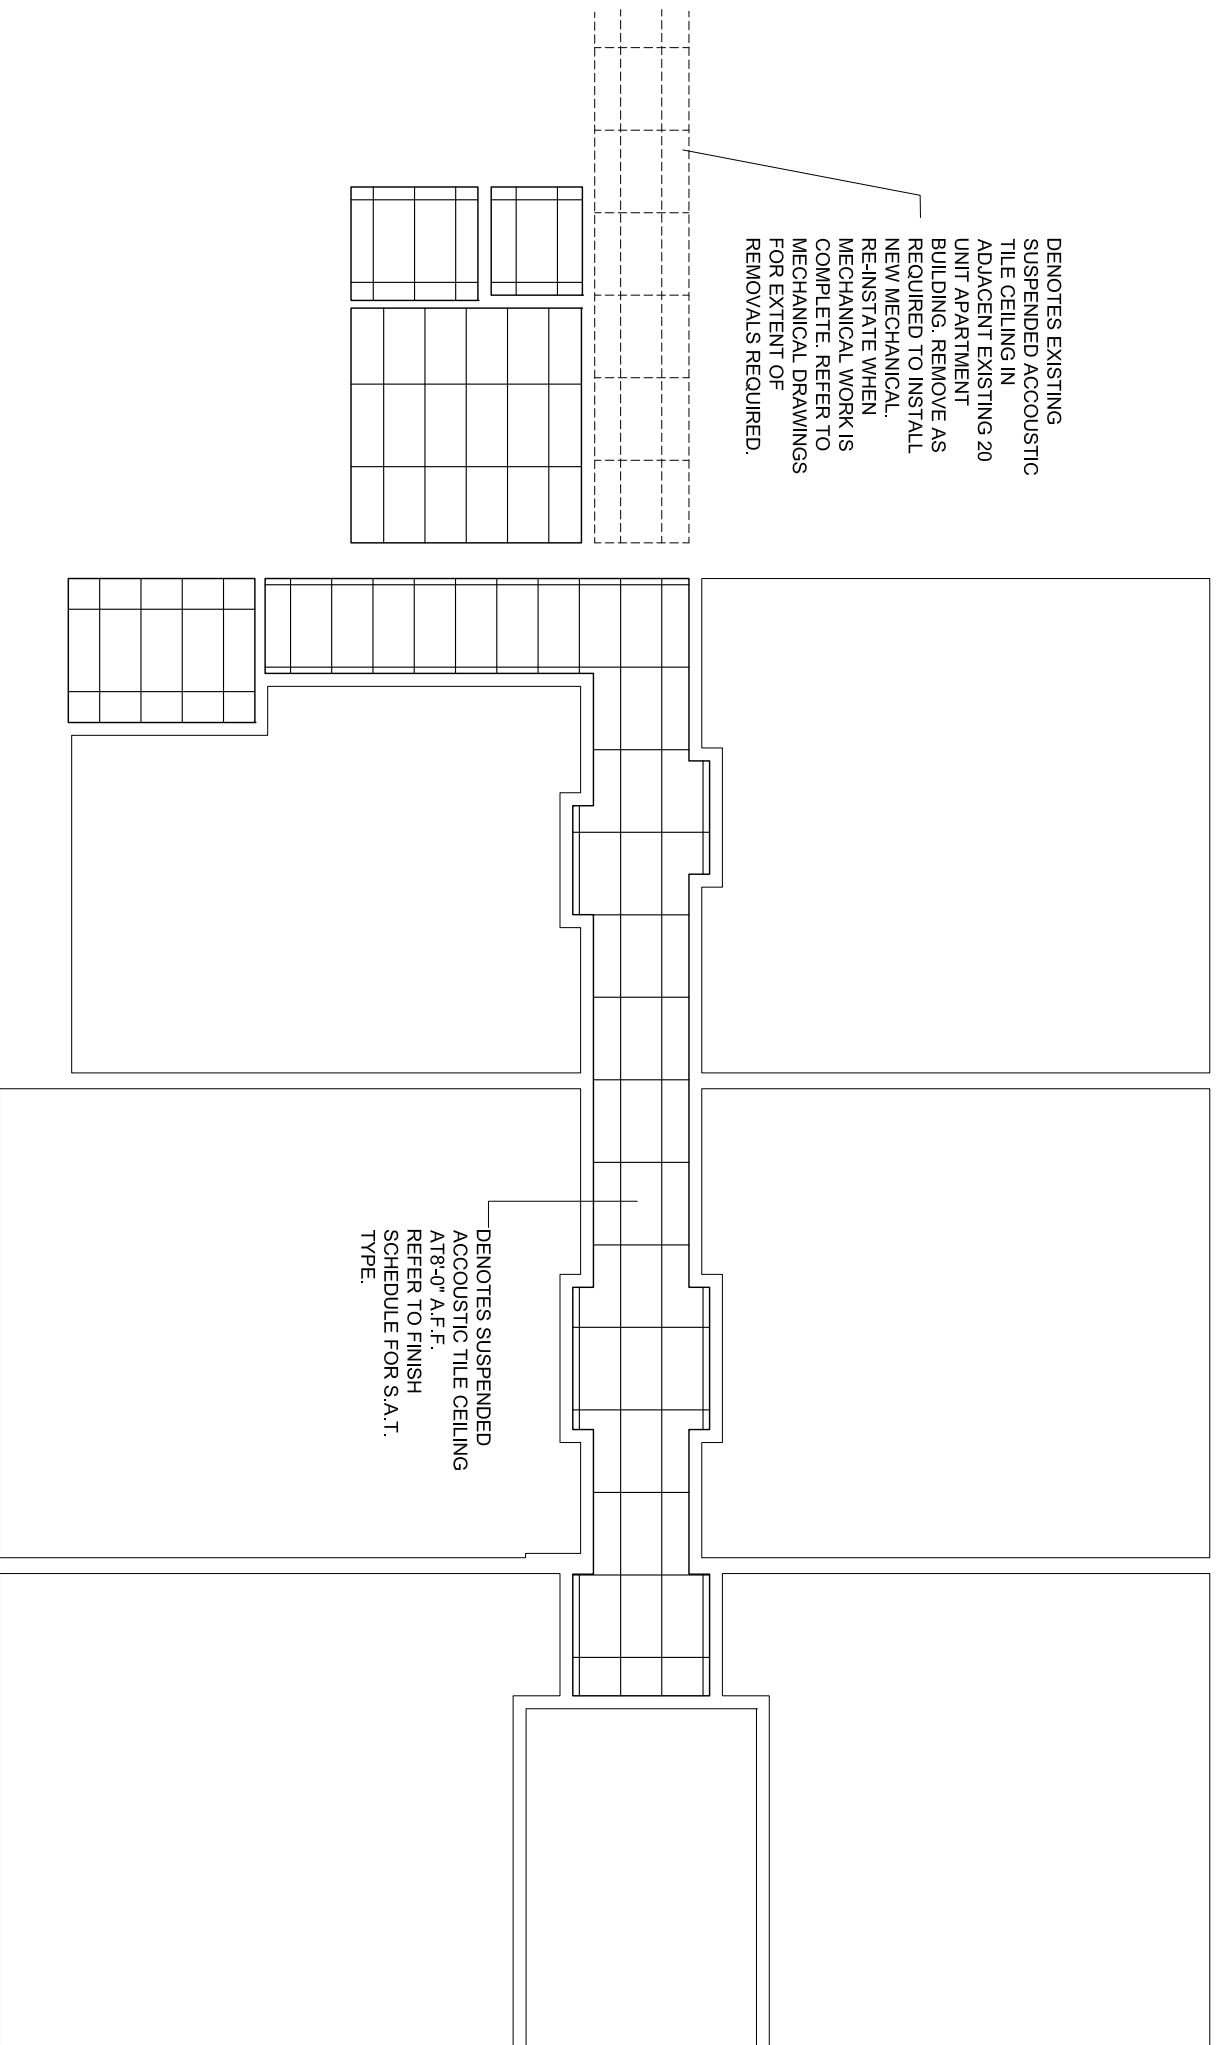 DENOTES EXISTING
SUSPENDED ACCOUSTIC
TILE CEILING IN
ADJACENT EXISTING 20
UNIT APARTMENT
BUILDING. REMOVE AS
REQUIRED TO INSTALL
NEW MECHANICAL.
RE-INSTATE WHEN
MECHANICAL WORK IS
COMPLETE. REFER TO
MECHANICAL DRAWINGS
FOR EXTENT OF
REMOVALS REQUIRED.
DENOTES SUSPENDED
ACCOUSTIC TILE CEILING
AT8'-0" A.F.F.
REFER TO FINISH
SCHEDULE FOR S.A.T.
TYPE.